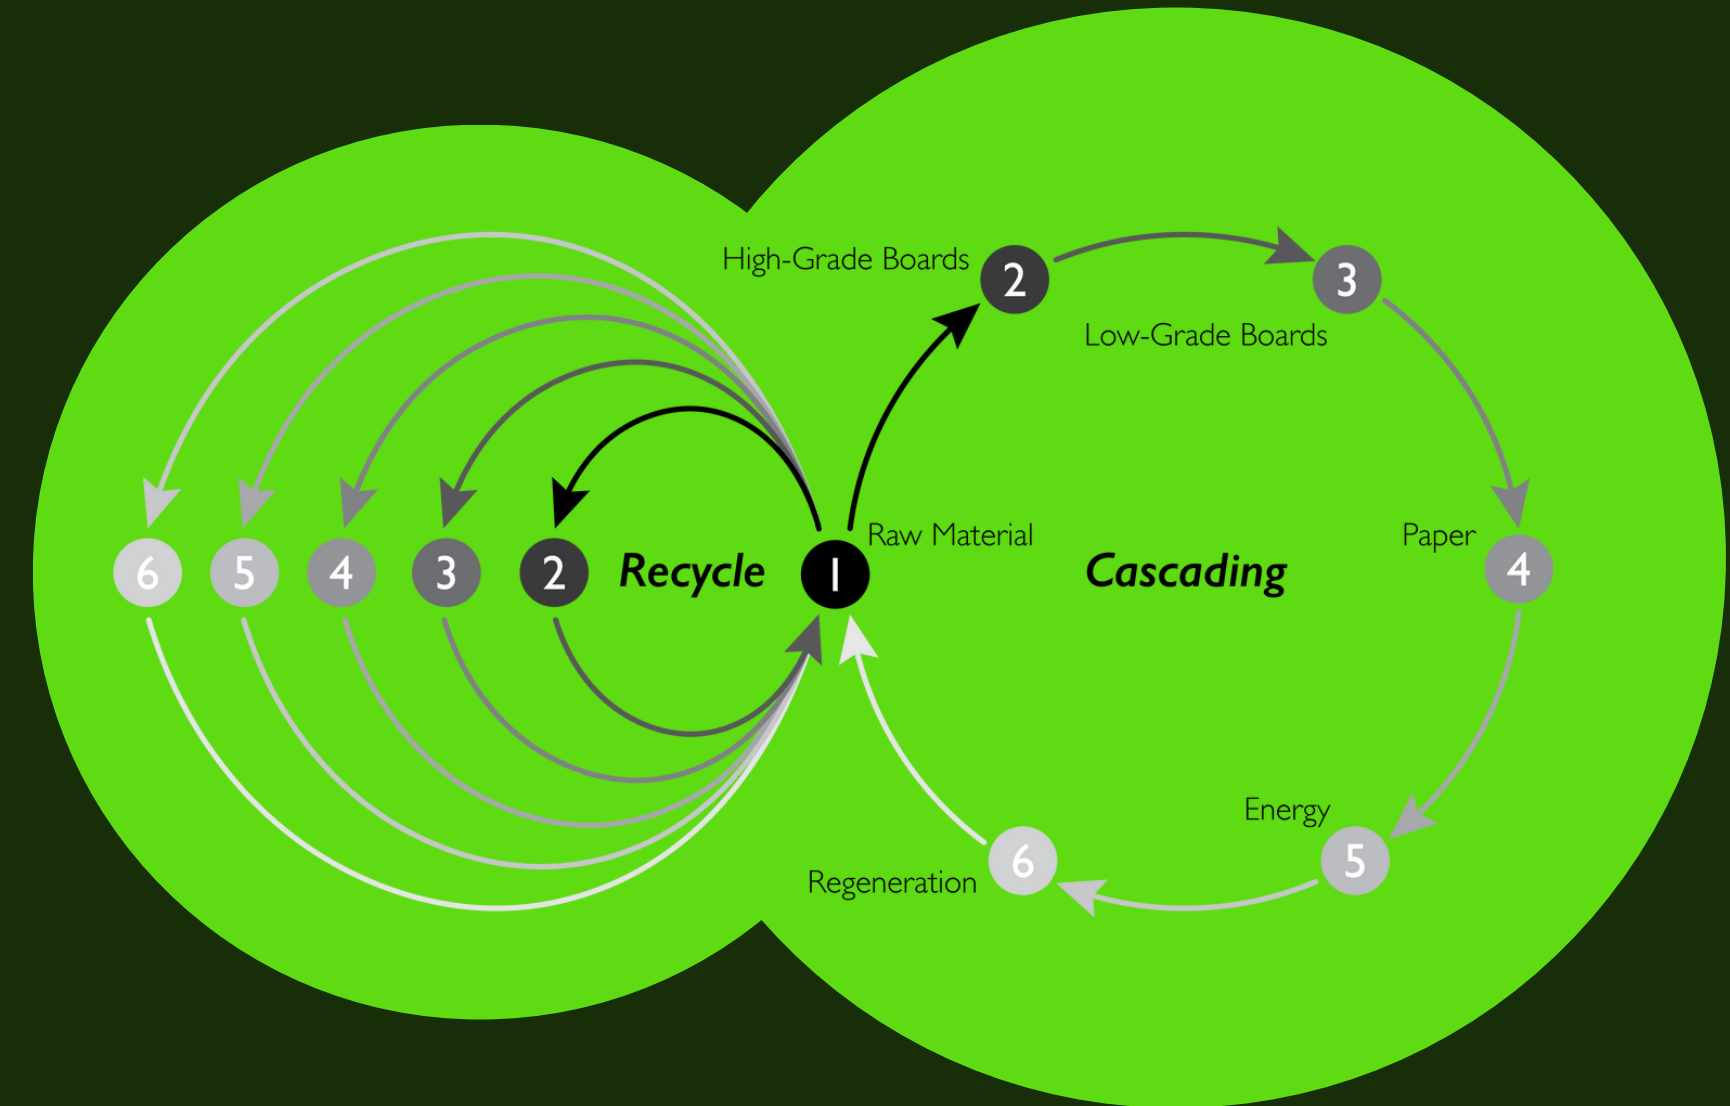 High-Grade Boards
2
3
Low-Grade Boards
6
5
4
3
2
Recycle
1
Raw Material
Cascading
Paper
4
Energy
5
Regeneration
6